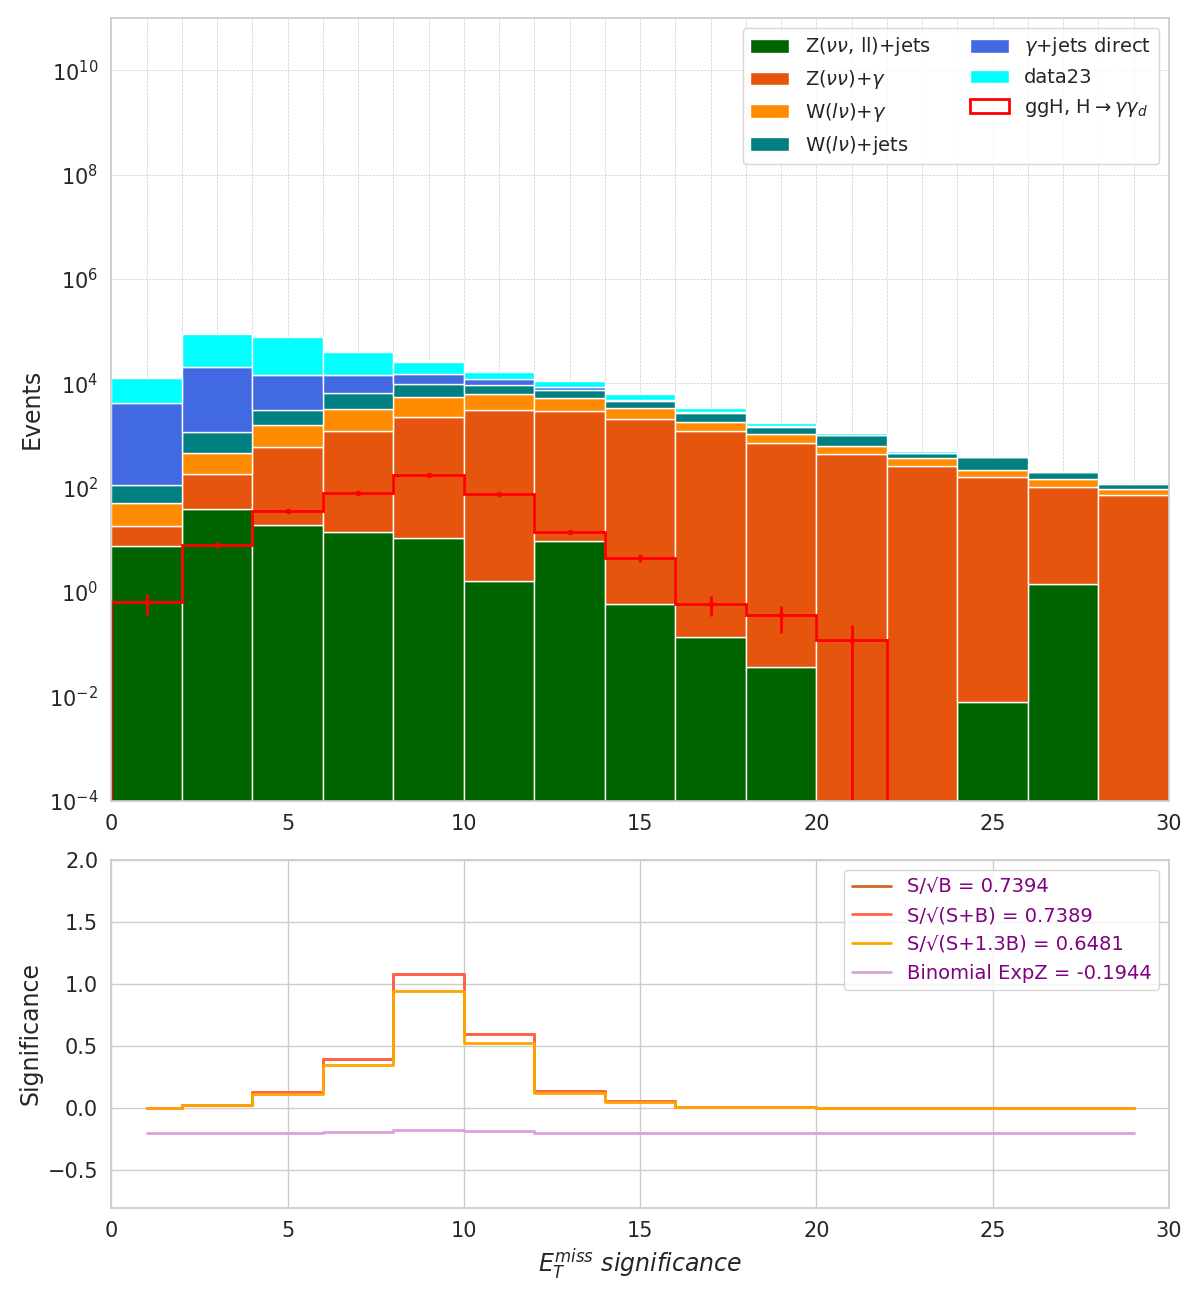 Z(νν, ll)+jets
Z(νν)+γ
W(lν)+γ
W(lν)+jets
γ+jets direct
data23
ggH, H→γγ_d
Events
10^10
10^8
10^6
10^4
10^2
10^0
10^−2
10^−4
0 5 10 15 20 25 30
S/√B = 0.7394
S/√(S+B) = 0.7389
S/√(S+1.3B) = 0.6481
Binomial ExpZ = -0.1944
Significance
2.0
1.5
1.0
0.5
0.0
−0.5
0 5 10 15 20 25 30
E_T^miss significance